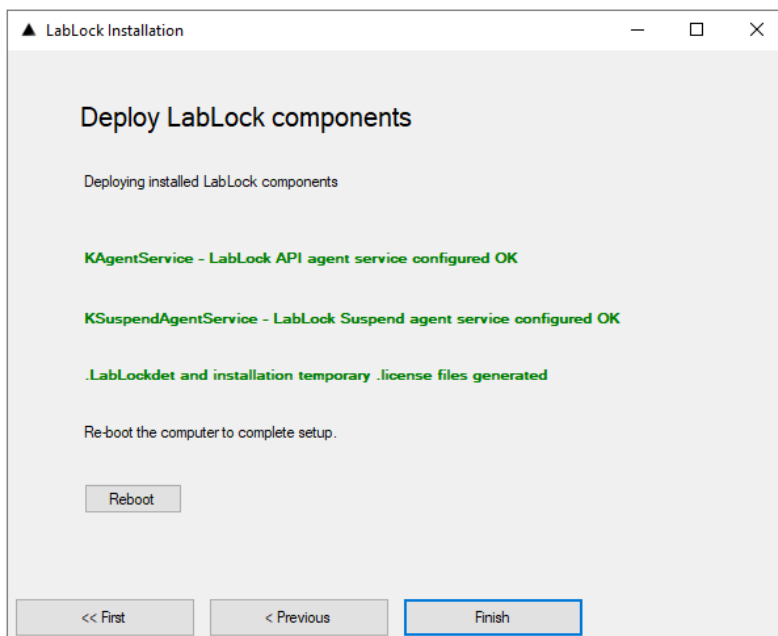 LabLock Installation
Deploy LabLock components
Deploying installed LabLock components
KAgentService - LabLock API agent service configured OK
KSuspendAgentService - LabLock Suspend agent service configured OK
.LabLockdet and installation temporary .license files generated
Re-boot the computer to complete setup.
Reboot
<< First
< Previous
Finish